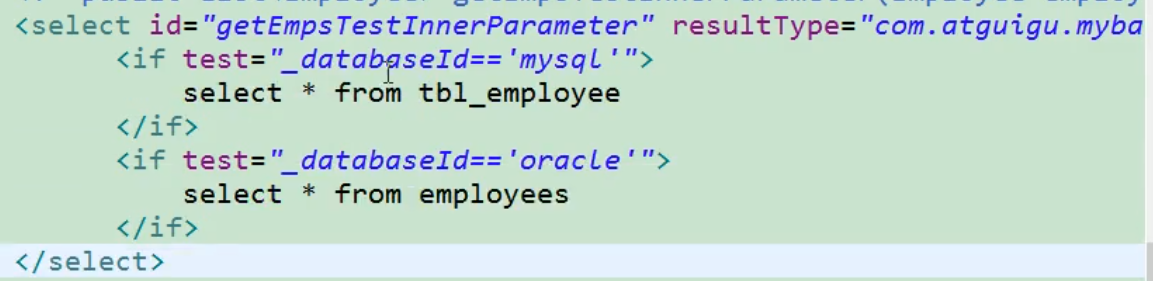 <select id="getEmpsTestInnerParameter" resultType="com.atguigu.myba
<if test="_databaseId=='mysql'">
select * from tbl_employee
</if>
<if test="_databaseId=='oracle'">
select * from employees
</if>
</select>